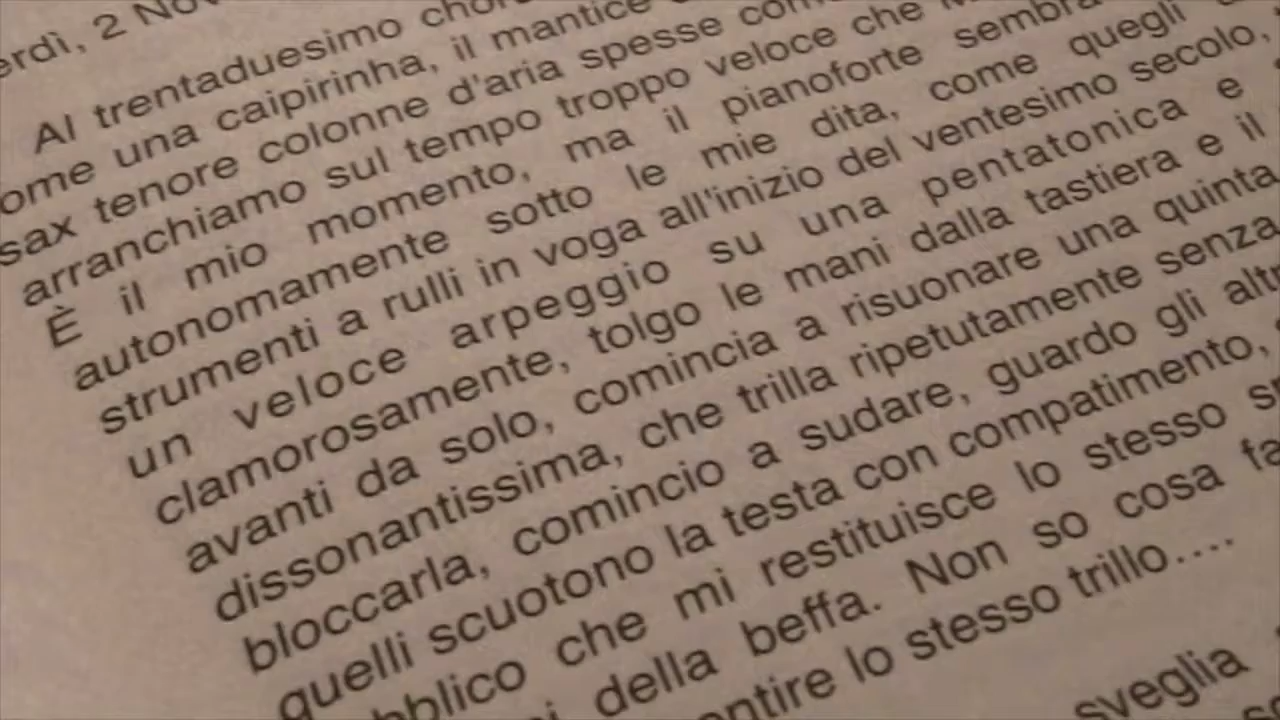 2
Al trentaduesimo
una caipirinha, il mantice
sax tenore colonne d'aria spesse
arranchiamo sul tempo troppo veloce che
È il mio momento, ma il pianoforte
autonomamente sotto le mie dita, come quegli
strumenti a rulli in voga all'inizio del ventesimo secolo,
un veloce arpeggio su una pentatonica e
clamorosamente, tolgo le mani dalla tastiera e il
avanti da solo, comincia a risuonare una quinta
dissonantissima, che trilla ripetutamente senza
bloccarla, comincio a sudare, guardo gli
quelli scuotono la testa con compatimento,
che mi restituisce lo stesso
della beffa. Non so cosa
lo stesso trillo....
sveglia